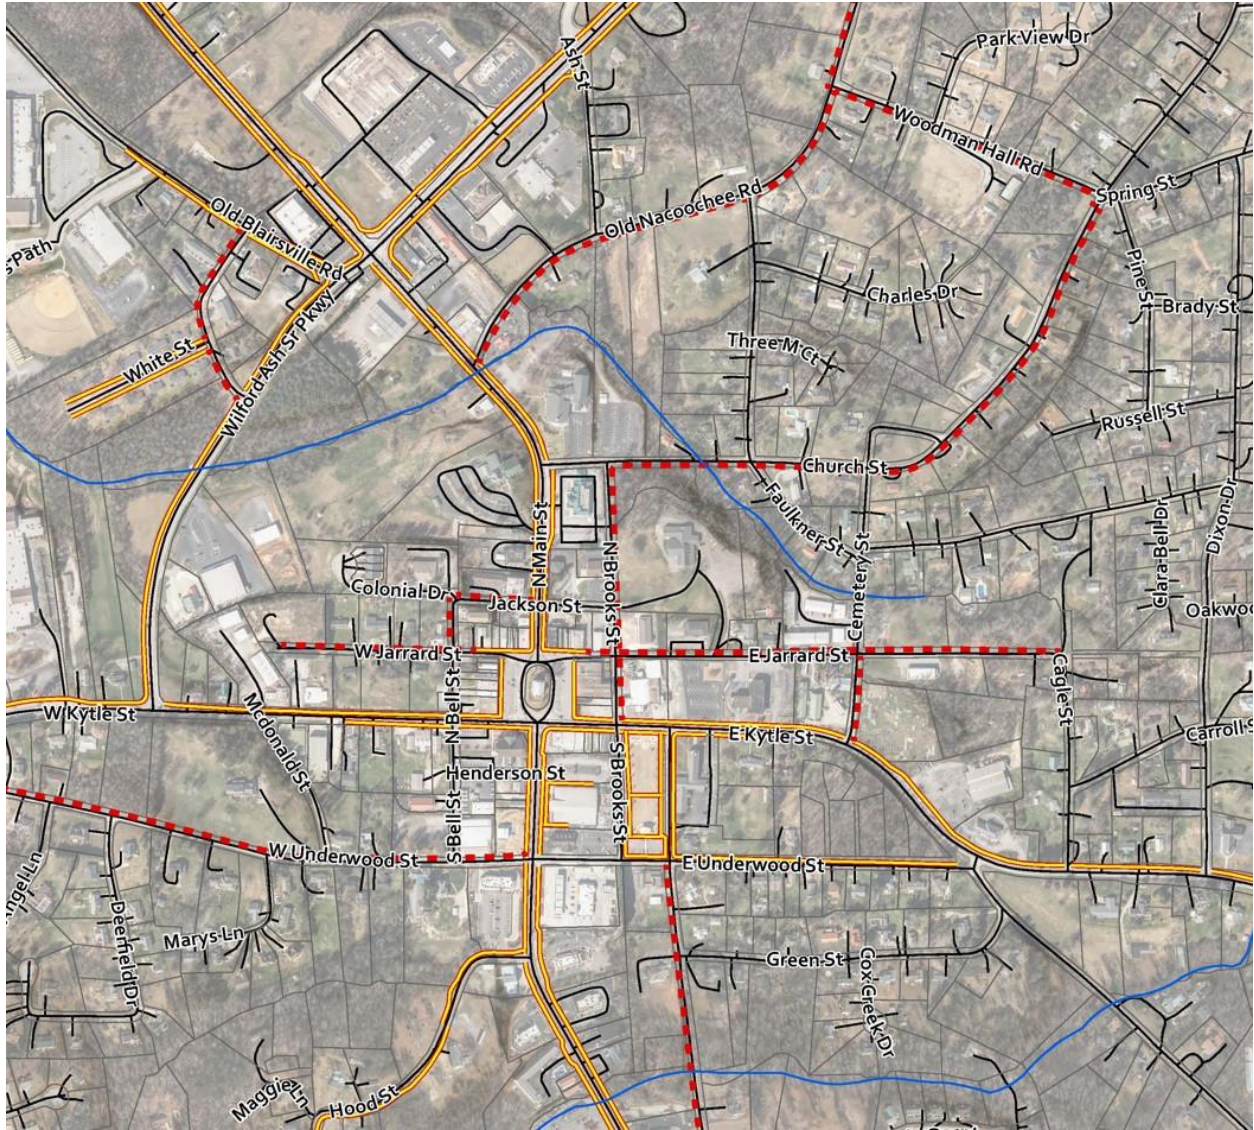 Ash St
Park View Dr
Woodman Hall Rd
Spring St
Old Nacoochee Rd
Old Blairsville Rd
s Path
Pine St
Charles Dr
Brady St
Wilford Ash Sr Pkwy
White St
Three M Ct
Russell St
Church St
N Main St
Faulkner St
Clara Bell Dr
Dixon Dr
N Brooks St
Cemetery St
Colonial Dr
Jackson St
W Jarrard St
E Jarrard St
Cagle St
N Bell St
Mcdonald St
W Kytle St
E Kytle St
S Brooks St
Henderson St
S Bell St
W Underwood St
E Underwood St
Deerfield Dr
Marys Ln
Green St
Cox Creek Dr
Maggie Ln
Hood St